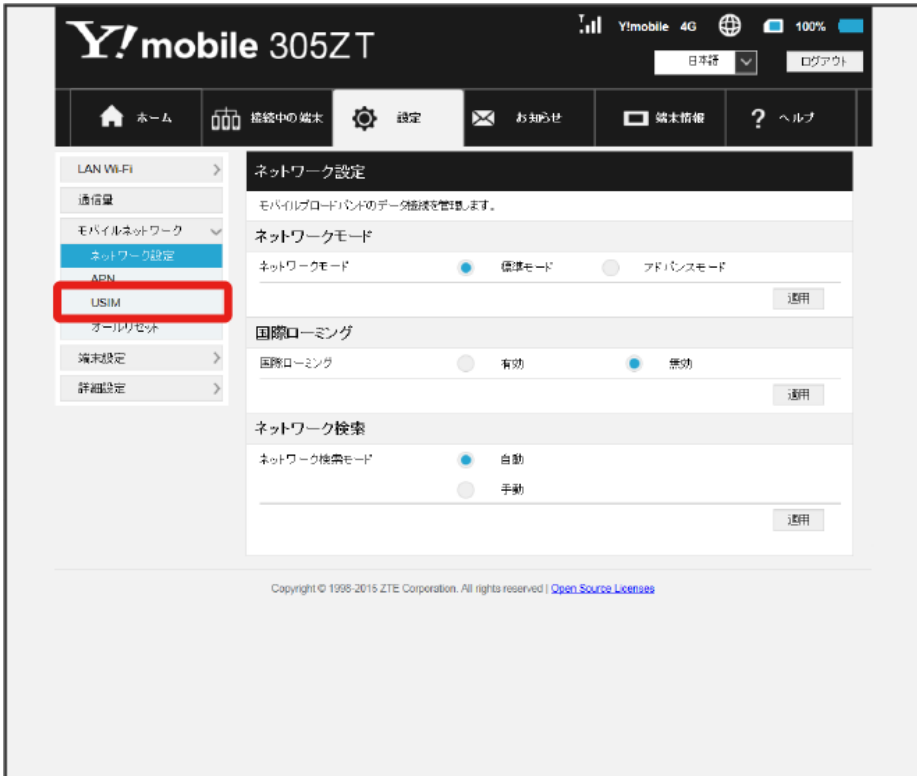 Y! mobile 305ZT
Y!mobile 4G 100%
日本語 ログアウト
ホーム 接続中の端末 設定 お知らせ 端末情報 ? ヘルプ
LAN Wi-Fi
通信量
モバイルネットワーク
ネットワーク設定
APN
USIM
オールリセット
端末設定
詳細設定
ネットワーク設定
モバイルブロードバンドのデータ接続を管理します。
ネットワークモード
ネットワークモード 標準モード アドバンスモード
適用
国際ローミング
国際ローミング 有効 無効
適用
ネットワーク検索
ネットワーク検索モード 自動
手動
適用
Copyright © 1998-2015 ZTE Corporation. All rights reserved | Open Source Licenses